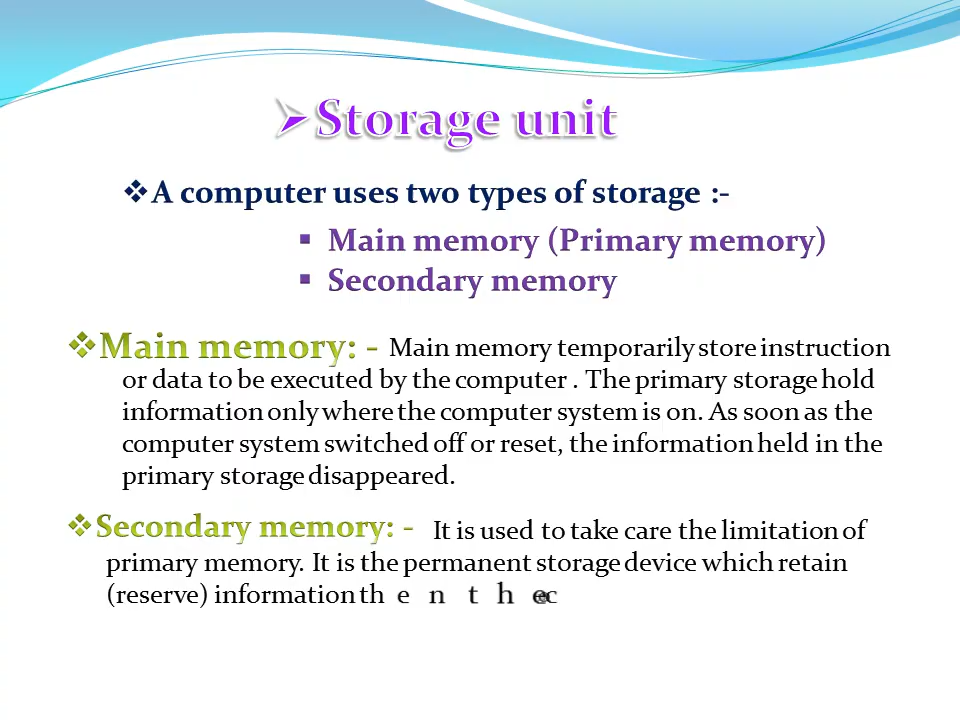 ➢Storage unit
❖A computer uses two types of storage :-
▪ Main memory (Primary memory)
▪ Secondary memory
❖Main memory: - Main memory temporarily store instruction
or data to be executed by the computer . The primary storage hold
information only where the computer system is on. As soon as the
computer system switched off or reset, the information held in the
primary storage disappeared.
❖Secondary memory: - It is used to take care the limitation of
primary memory. It is the permanent storage device which retain
(reserve) information th e n t h